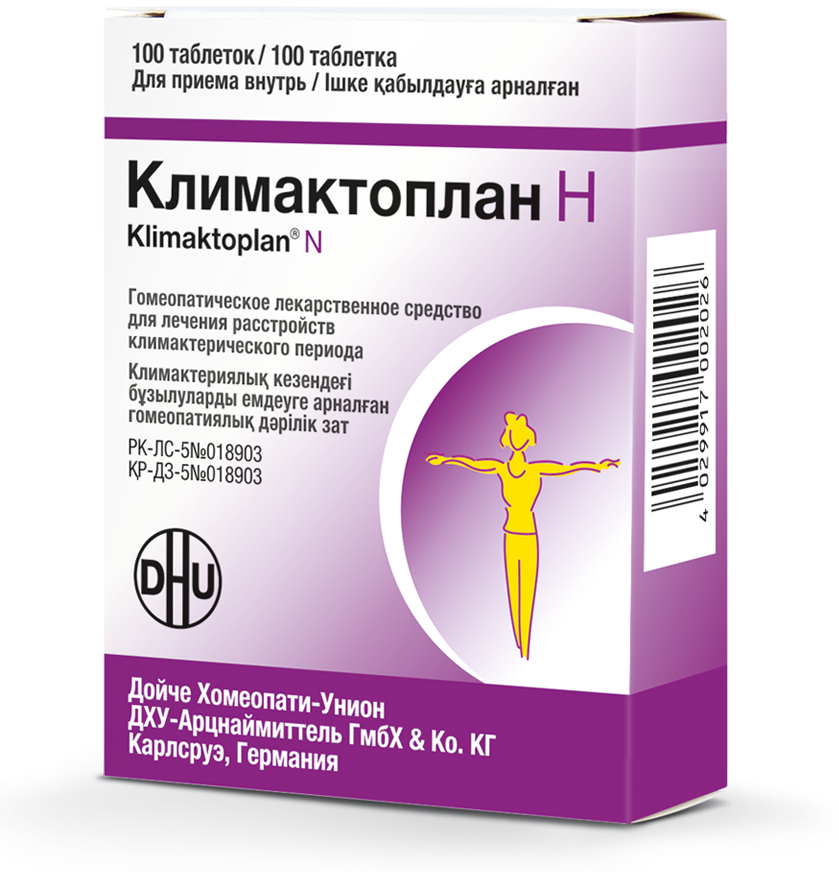 100 таблеток / 100 таблетка
Для приема внутрь / Ішке қабылдауға арналған
Климактоплан Н
Klimaktoplan® N
Гомеопатическое лекарственное средство
для лечения расстройств
климактерического периода
Климактериялық кезендегі
бұзылуларды емдеуге арналған
гомеопатиялық дәрілік зат
РК-ЛС-5№018903
ҚР-ДЗ-5№018903
DHU
Дойче Хомеопати-Унион
ДХУ-Арцнаймиттель ГмбХ & Ко. КГ
Карлсруэ, Германия
4 029917 002026